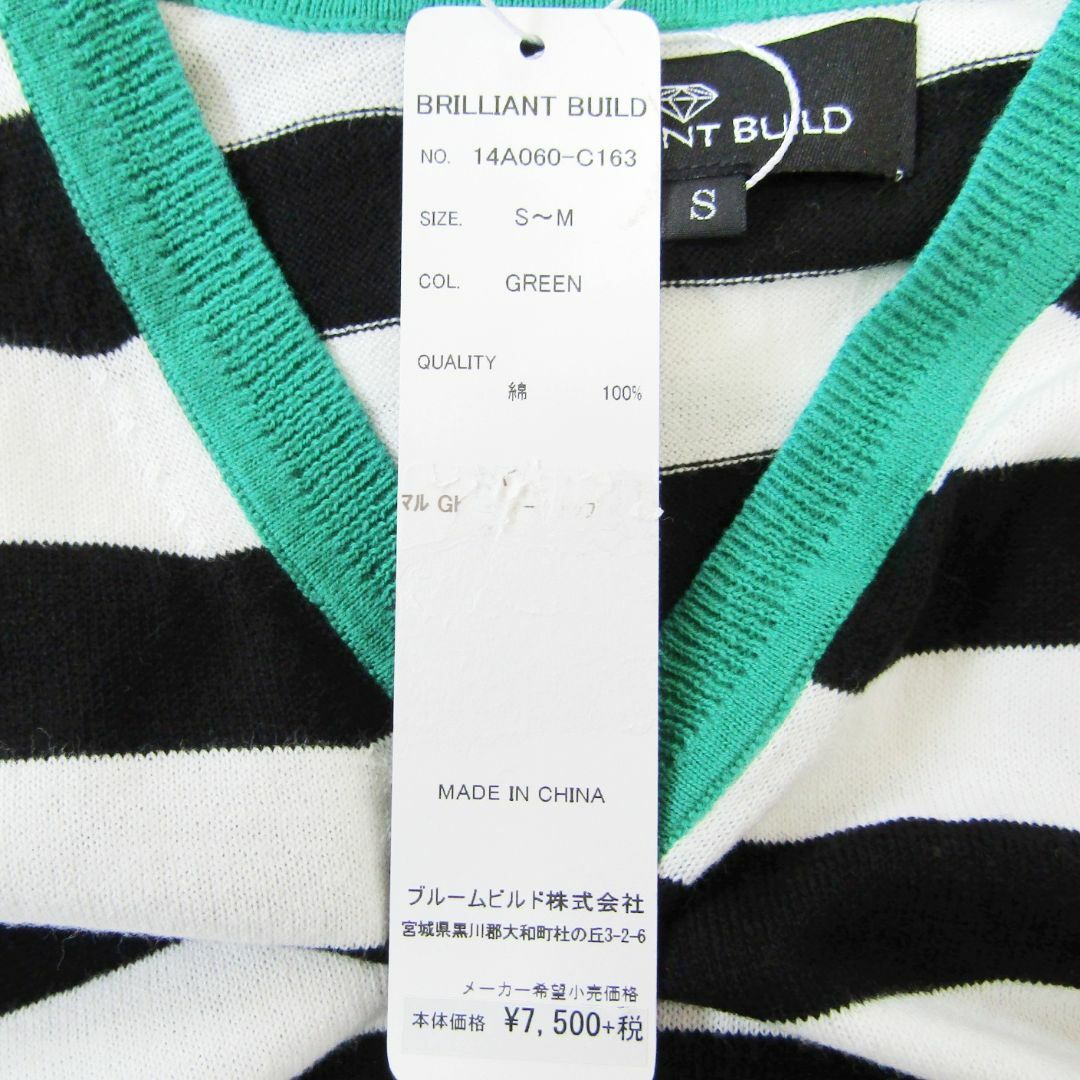 BRILLIANT BUILD
NO. 14A060-C163
SIZE. S～M
COL. GREEN
QUALITY
綿 100%
マル
MADE IN CHINA
ブルームビルド株式会社
宮城県黒川郡大和町杜の丘3-2-6
メーカー希望小売価格
本体価格 ¥7,500+税
ANT BUILD
S